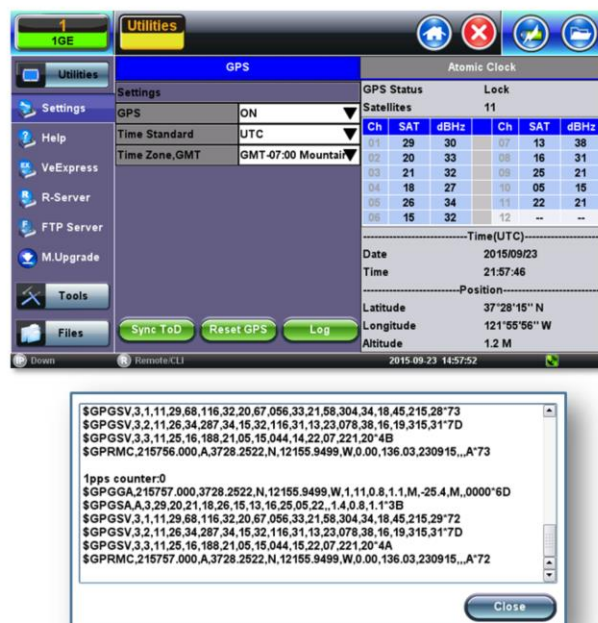 1
1GE
Utilities
Utilities
Settings
Help
VeExpress
R-Server
FTP Server
M.Upgrade
Tools
Files
GPS
Settings
GPS ON
Time Standard UTC
Time Zone,GMT GMT-07:00 Mountain
Sync ToD Reset GPS Log
Atomic Clock
GPS Status Lock
Satellites 11
Ch SAT dBHz Ch SAT dBHz
01 29 30 07 13 38
02 20 33 08 16 31
03 21 32 09 25 21
04 18 27 10 05 15
05 26 34 11 22 21
06 15 32 12 -- --
Time(UTC)
Date 2015/09/23
Time 21:57:46
Position
Latitude 37°28'15" N
Longitude 121°55'56" W
Altitude 1.2 M
IP Down R Remote/CLI 2015-09-23 14:57:52
$GPGSV,3,1,11,29,68,116,32,20,67,056,33,21,58,304,34,18,45,215,28*73
$GPGSV,3,2,11,26,34,287,34,15,32,116,31,13,23,078,38,16,19,315,31*7D
$GPGSV,3,3,11,25,16,188,21,05,15,044,14,22,07,221,20*4B
$GPRMC,215756.000,A,3728.2522,N,12155.9499,W,0.00,136.03,230915,,,A*73
1pps counter:0
$GPGGA,215757.000,3728.2522,N,12155.9499,W,1,11,0.8,1.1,M,-25.4,M,,0000*6D
$GPGSA,A,3,29,20,21,18,26,15,13,16,25,05,22,,1.4,0.8,1.1*3B
$GPGSV,3,1,11,29,68,116,32,20,67,056,33,21,58,304,34,18,45,215,29*72
$GPGSV,3,2,11,26,34,287,34,15,32,116,31,13,23,078,38,16,19,315,31*7D
$GPGSV,3,3,11,25,16,188,21,05,15,044,15,22,07,221,20*4A
$GPRMC,215757.000,A,3728.2522,N,12155.9499,W,0.00,136.03,230915,,,A*72
Close